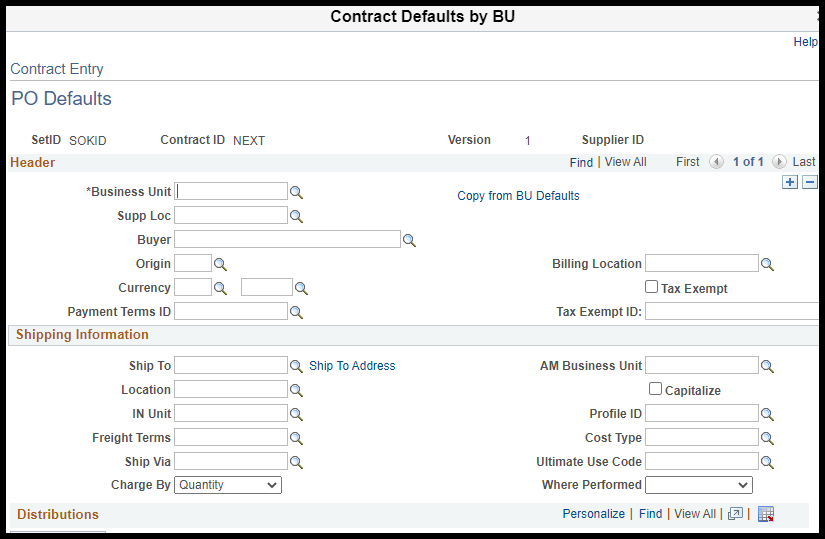 Contract Defaults by BU
Help
Contract Entry
PO Defaults
SetID SOKID Contract ID NEXT Version 1 Supplier ID
Header Find | View All First 1 of 1 Last
*Business Unit Copy from BU Defaults
Supp Loc
Buyer
Origin Billing Location
Currency Tax Exempt
Payment Terms ID Tax Exempt ID:
Shipping Information
Ship To Ship To Address AM Business Unit
Location Capitalize
IN Unit Profile ID
Freight Terms Cost Type
Ship Via Ultimate Use Code
Charge By Quantity Where Performed
Distributions Personalize | Find | View All | |